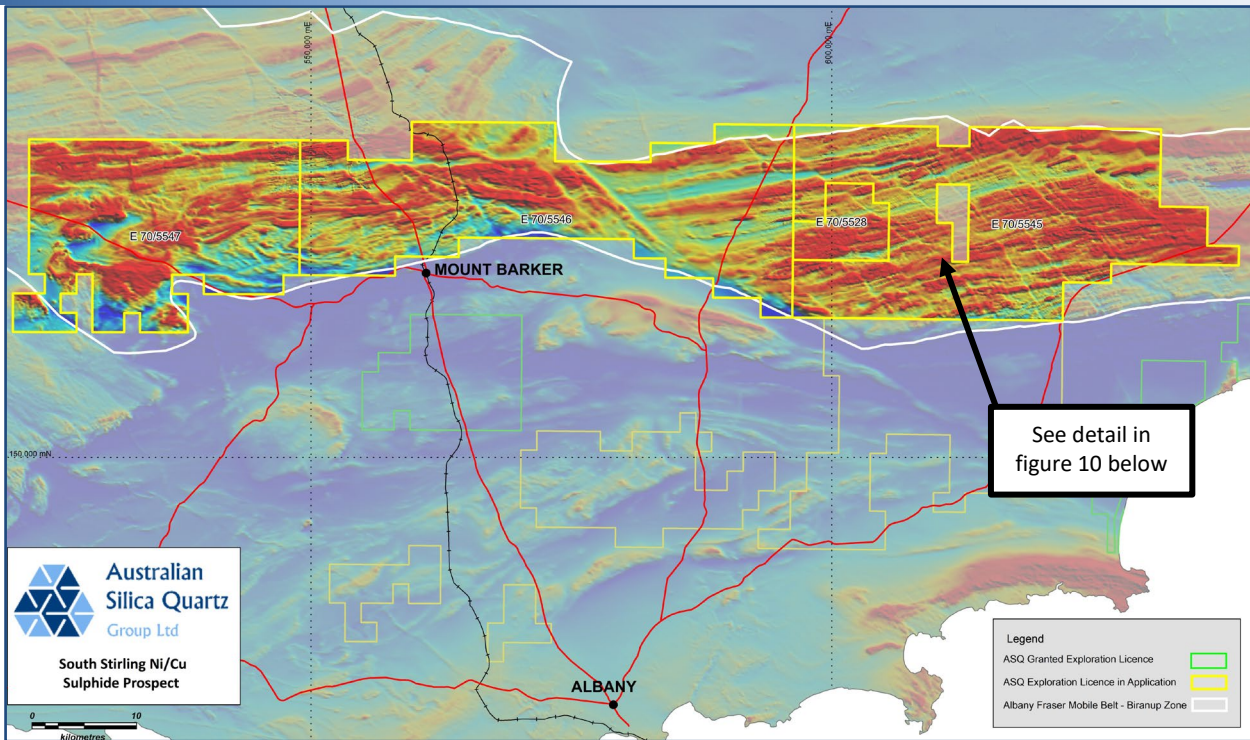 550,000 mE
600,000 mE
E 70/5547
E 70/5546
E 70/5528
E 70/5545
MOUNT BARKER
See detail in
figure 10 below
150,000 mN
Australian
Silica Quartz
Group Ltd
South Stirling Ni/Cu
Sulphide Prospect
ALBANY
0 10
kilometres
Legend
ASQ Granted Exploration Licence
ASQ Exploration Licence in Application
Albany Fraser Mobile Belt - Biranup Zone